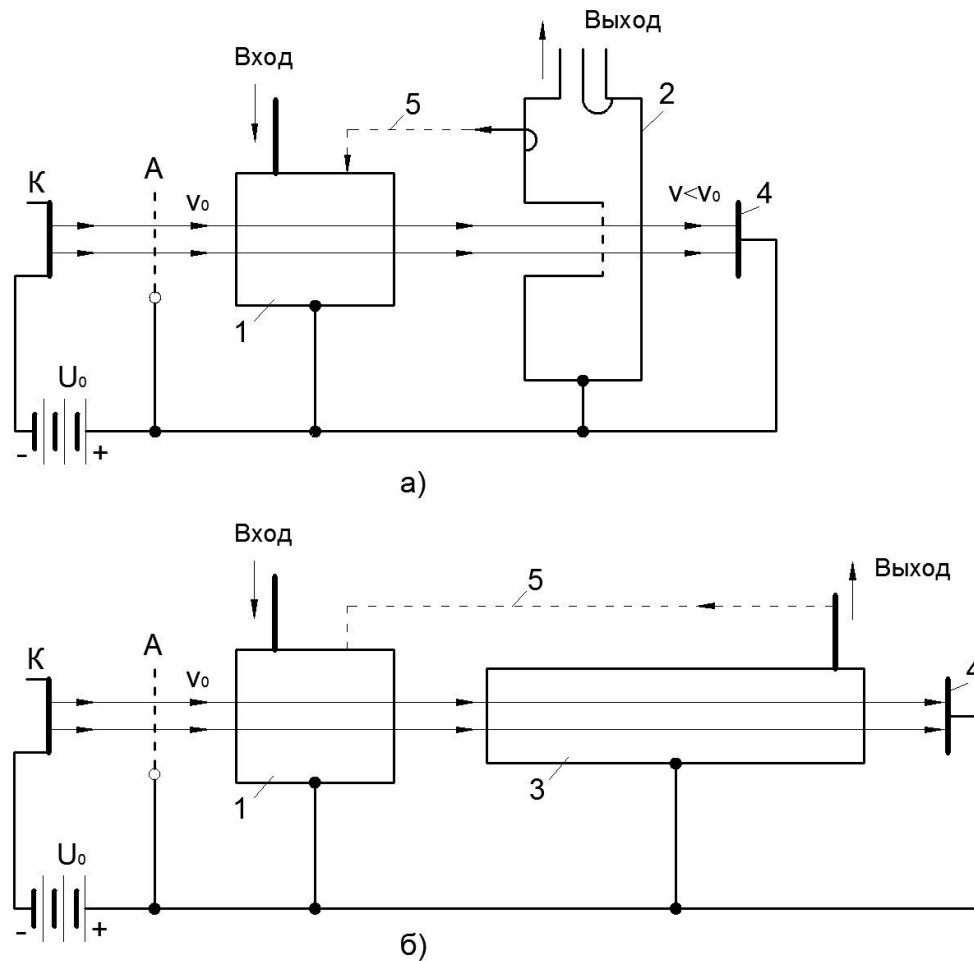 Выход
Вход
2
5
К
А
v₀
v<v₀
4
1
U₀
- +
а)
Вход
5
Выход
К
А
v₀
4
1
3
U₀
- +
б)